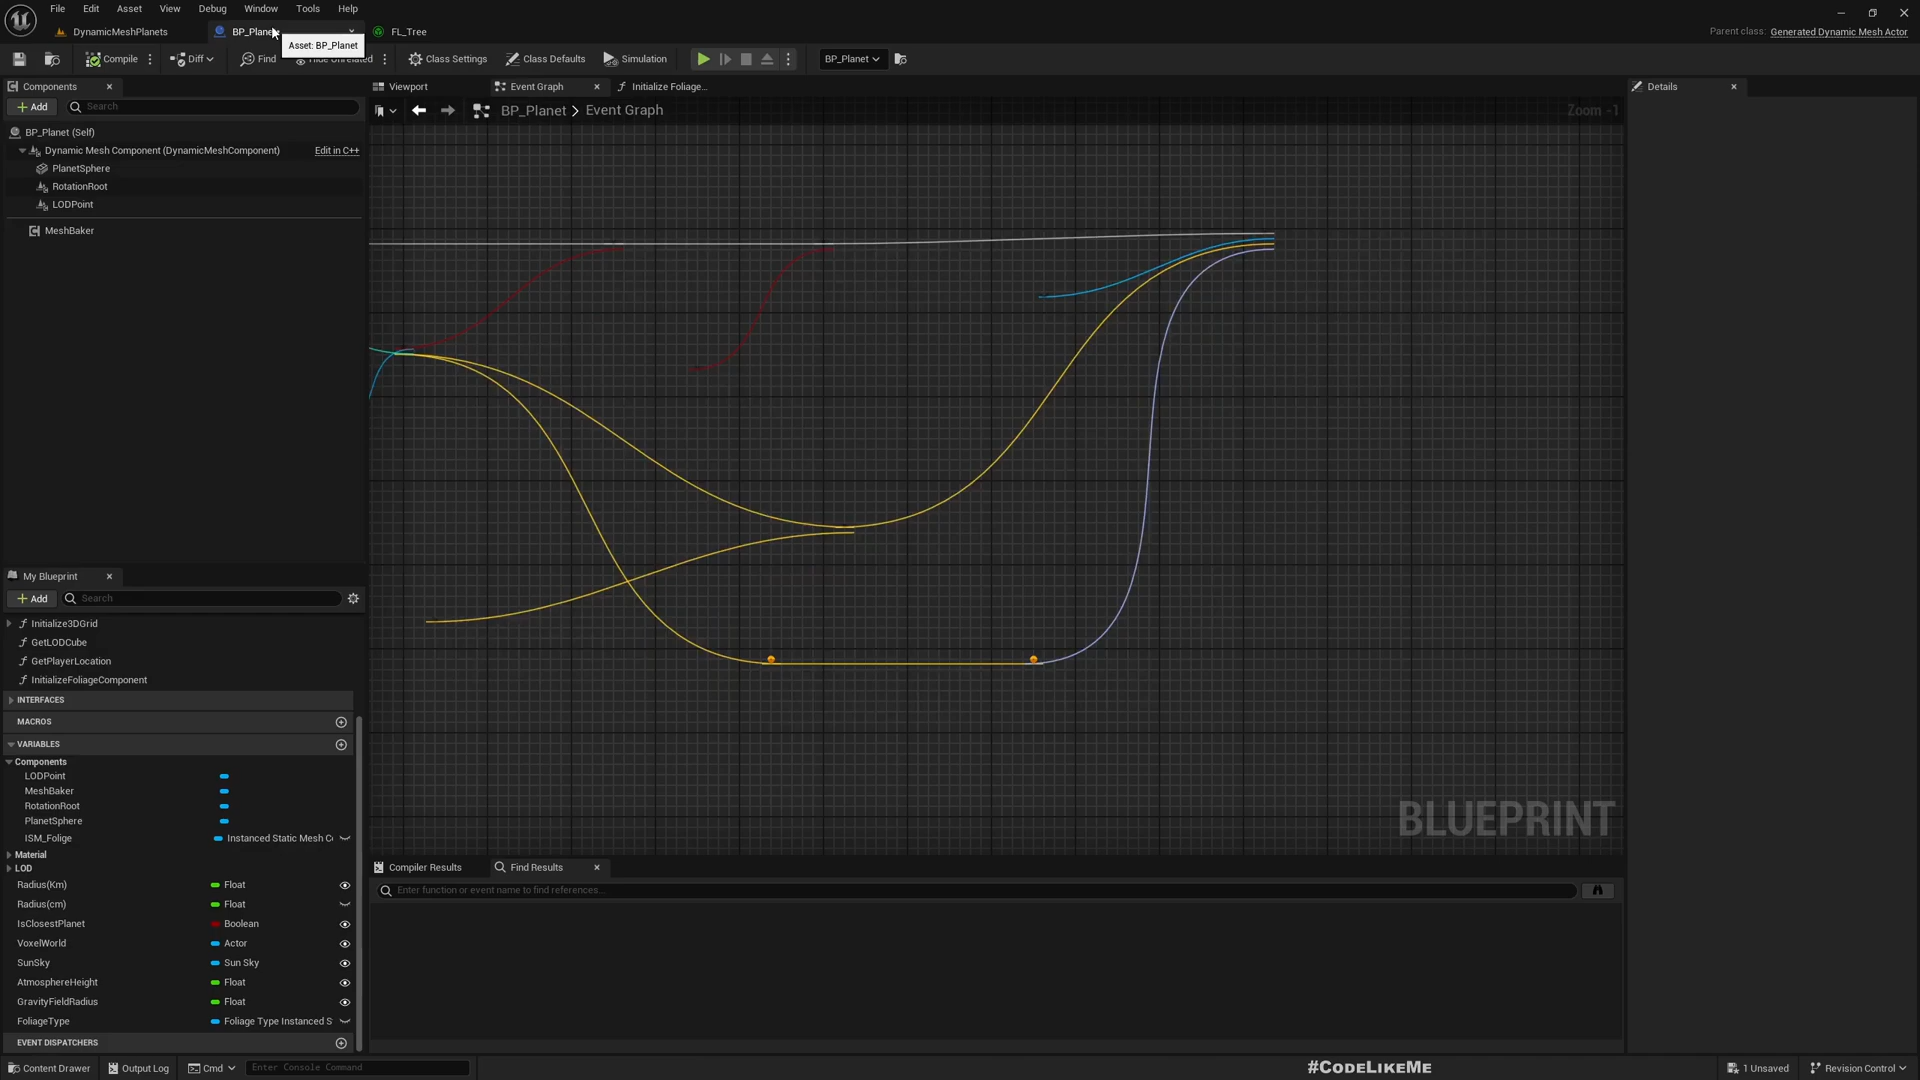 File Edit Asset View Debug Window Tools Help
DynamicMeshPlanets BP_Plane FL_Tree
Parent class: Generated Dynamic Mesh Actor
Asset: BP_Planet
Compile Diff Find Hide Unrelated Class Settings Class Defaults Simulation BP_Planet
Components
Viewport Event Graph Initialize Foliage...
Details
Add Search
BP_Planet > Event Graph
Zoom -1
BP_Planet (Self)
Dynamic Mesh Component (DynamicMeshComponent) Edit in C++
PlanetSphere
RotationRoot
LODPoint
MeshBaker
My Blueprint
Add Search
Initialize3DGrid
GetLODCube
GetPlayerLocation
InitializeFoliageComponent
INTERFACES
MACROS
VARIABLES
Components
LODPoint
MeshBaker
RotationRoot
PlanetSphere
ISM_Folige Instanced Static Mesh C
Material
LOD
Radius(Km) Float
Radius(cm) Float
IsClosestPlanet Boolean
VoxelWorld Actor
SunSky Sun Sky
AtmosphereHeight Float
GravityFieldRadius Float
FoliageType Foliage Type Instanced S
EVENT DISPATCHERS
BLUEPRINT
Compiler Results Find Results
Enter function or event name to find references...
Content Drawer Output Log Cmd Enter Console Command
#CODELIKEME
1 Unsaved Revision Control